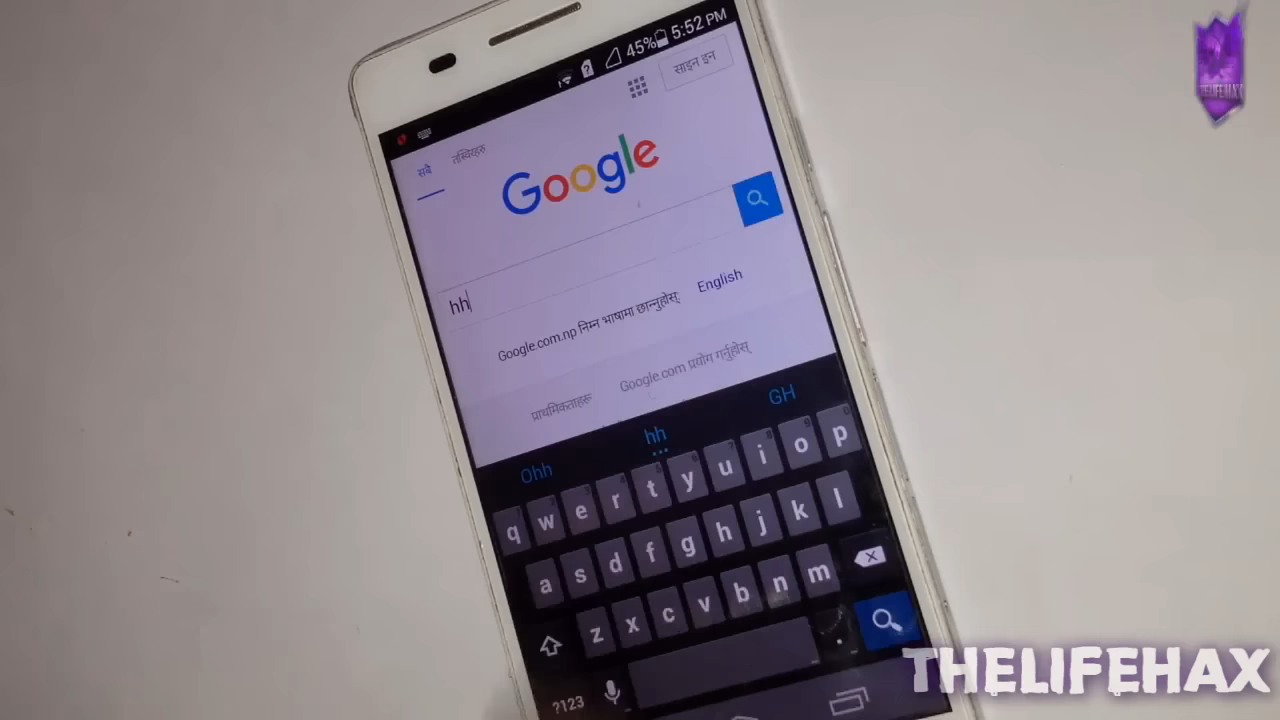 45% 5:52 PM
साइन इन
सबै तस्विरहरू
Google
hh
Google.com.np निम्न भाषामा छान्नुहोस्: English
प्राथमिकताहरू Google.com प्रयोग गर्नुहोस्
Ohh hh GH
q w e r t y u i o p
a s d f g h j k l
z x c v b n m
?123 .
THELIFEHAX
THELIFEHAX